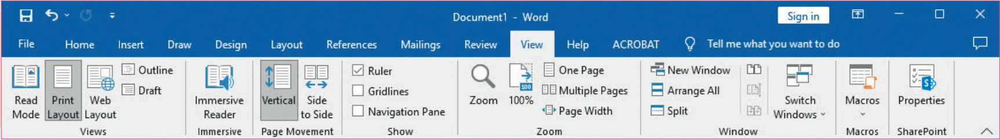 Document1 - Word
Sign in
File Home Insert Draw Design Layout References Mailings Review View Help ACROBAT Tell me what you want to do
Read Mode
Print Layout
Web Layout
Outline
Draft
Views
Immersive Reader
Immersive
Vertical
Side to Side
Page Movement
Ruler
Gridlines
Navigation Pane
Show
Zoom
100
100%
One Page
Multiple Pages
Page Width
Zoom
New Window
Arrange All
Split
Switch Windows
Window
Macros
Macros
S
Properties
SharePoint